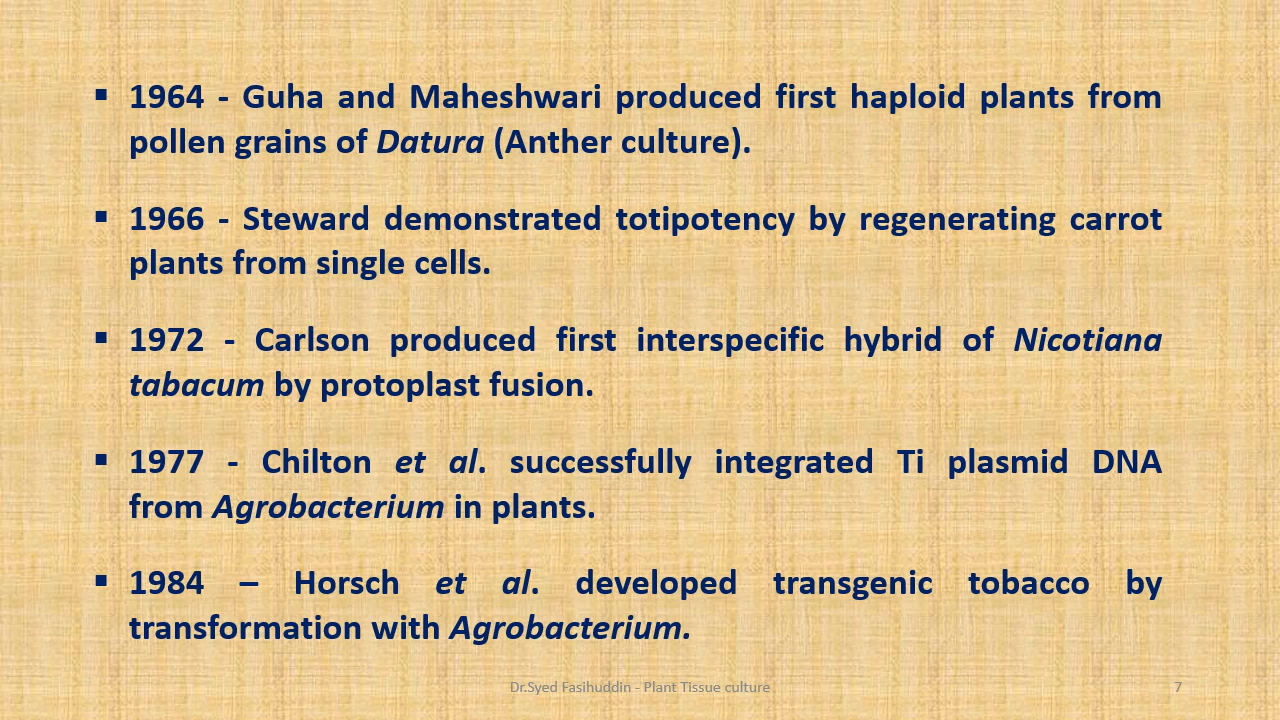 ▪ 1964 - Guha and Maheshwari produced first haploid plants from
pollen grains of Datura (Anther culture).
▪ 1966 - Steward demonstrated totipotency by regenerating carrot
plants from single cells.
▪ 1972 - Carlson produced first interspecific hybrid of Nicotiana
tabacum by protoplast fusion.
▪ 1977 - Chilton et al. successfully integrated Ti plasmid DNA
from Agrobacterium in plants.
▪ 1984 – Horsch et al. developed transgenic tobacco by
transformation with Agrobacterium.
Dr.Syed Fasihuddin - Plant Tissue culture
7